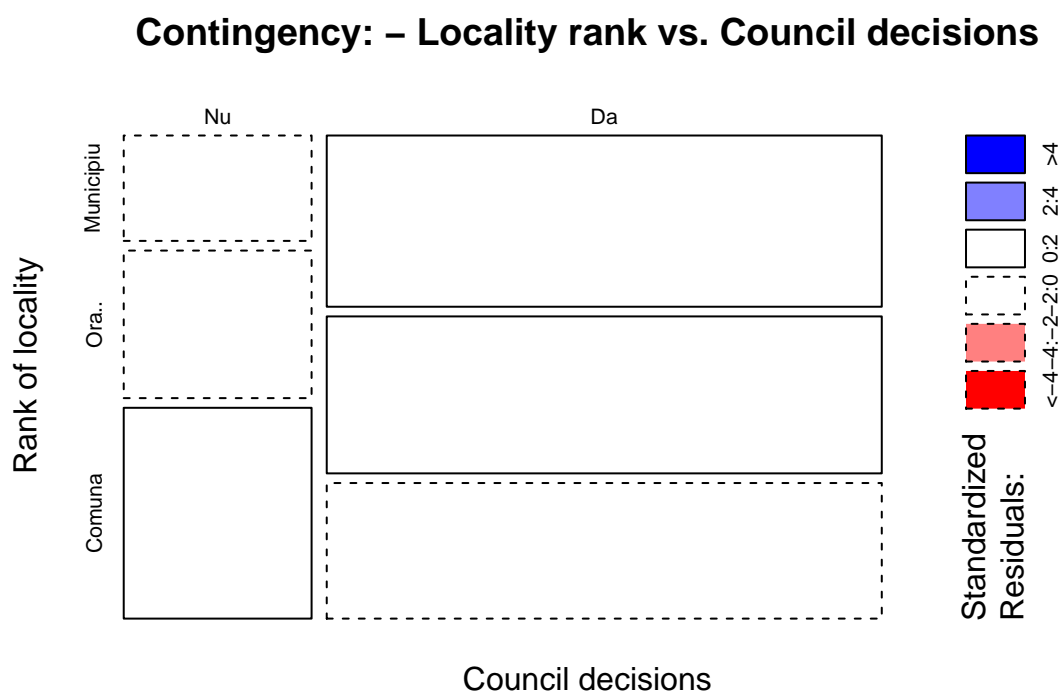 Contingency: – Locality rank vs. Council decisions
Nu
Da
Municipiu
Ora..
Comuna
Rank of locality
Council decisions
>4
2:4
0:2
−2:0
−4:−2
<−4
Standardized
Residuals: